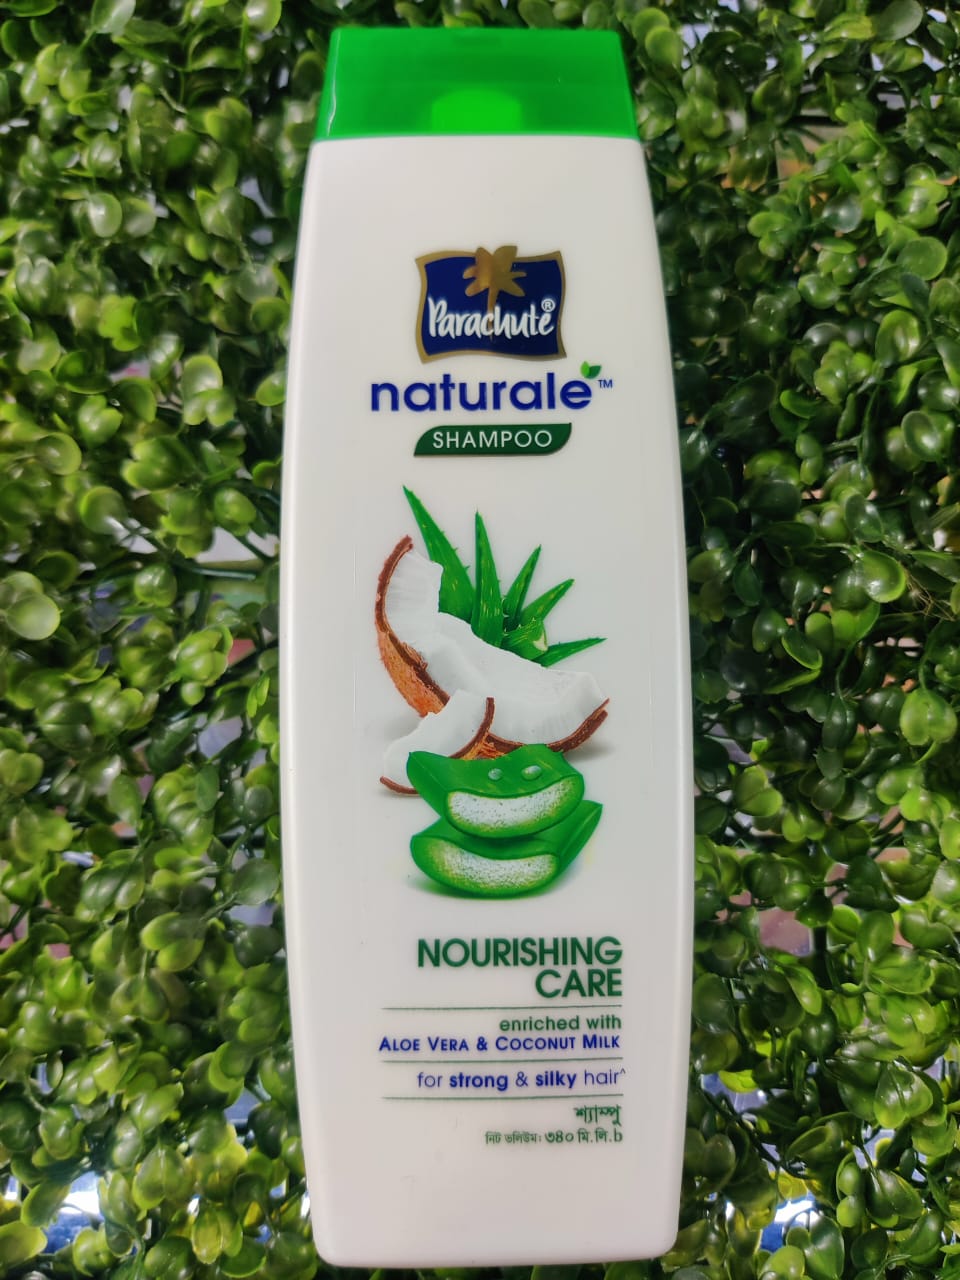 Parachute®
naturale™
SHAMPOO
NOURISHING
CARE
enriched with
ALOE VERA & COCONUT MILK
for strong & silky hair^
শ্যাম্পু
নিট ভলিউম: ৩৪০ মি.লি.b